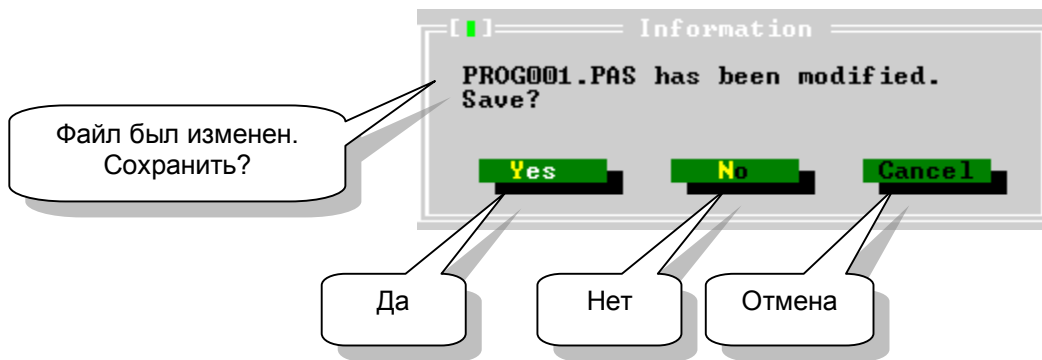 [ ] Information
PROG001.PAS has been modified.
Save?
Файл был изменен.
Сохранить?
Yes No Cancel
Да Нет Отмена